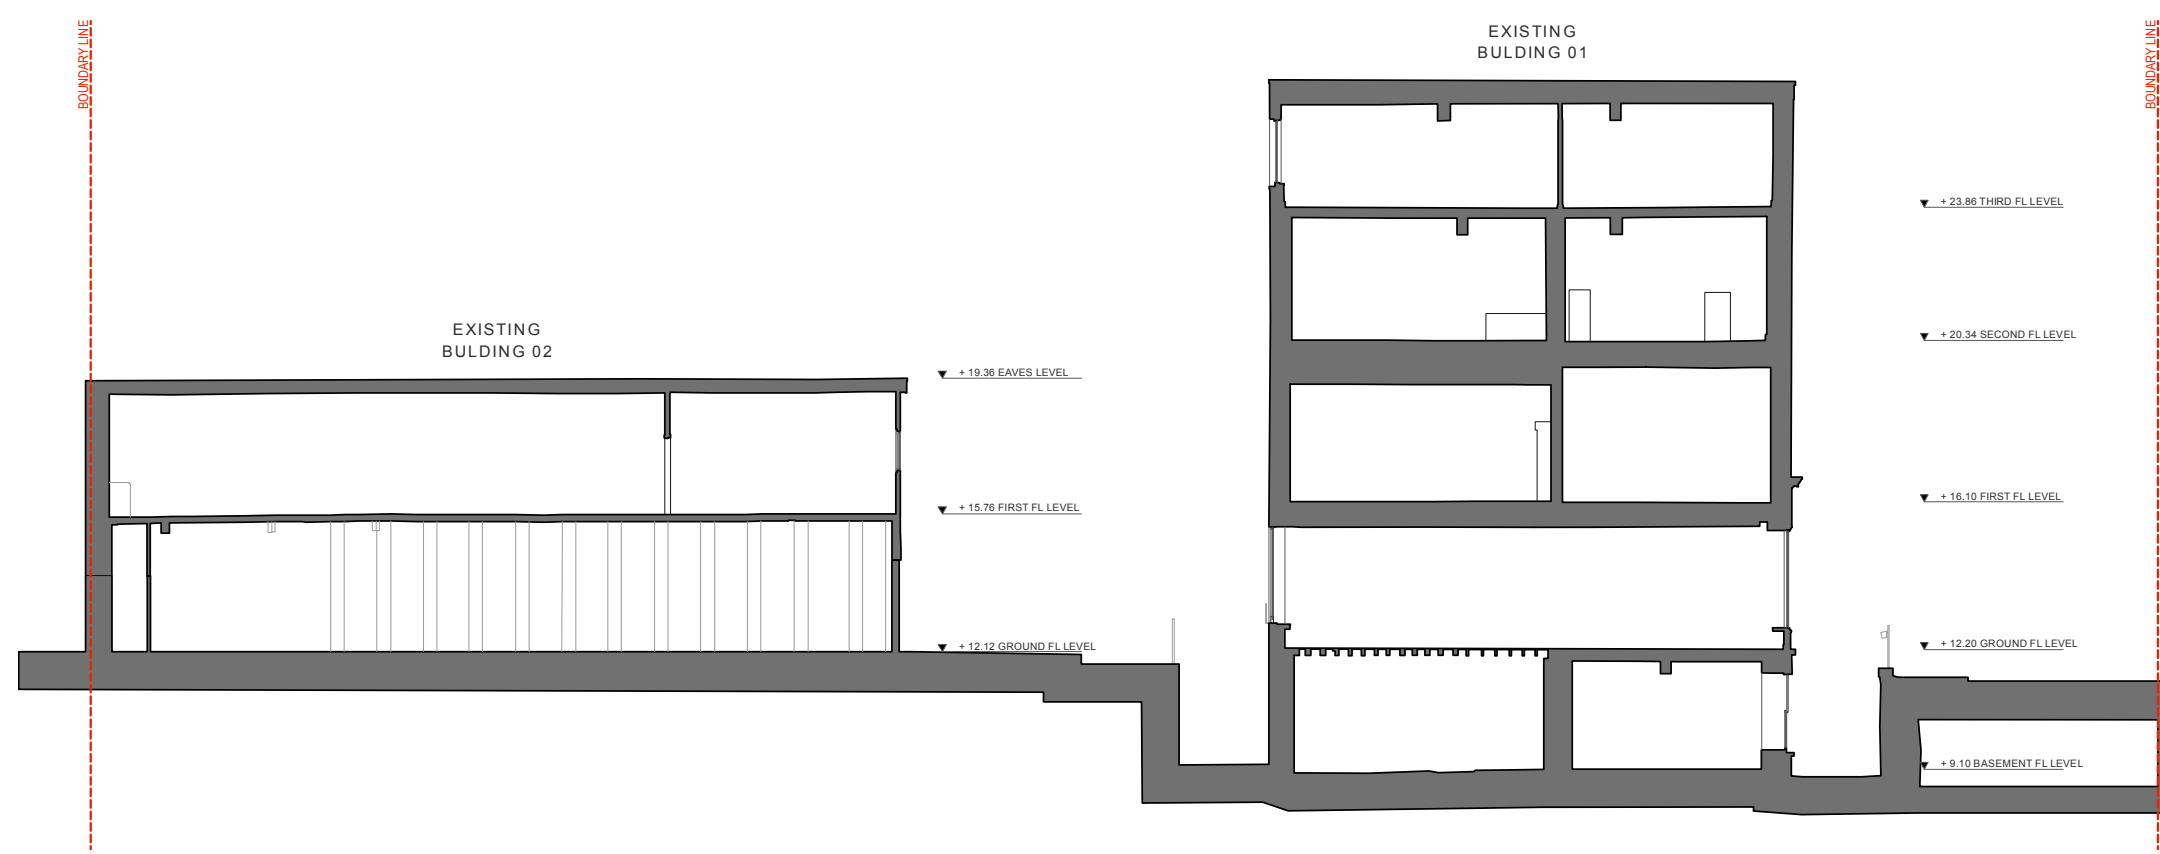 BOUNDARY LINE
BOUNDARY LINE
EXISTING
BULDING 01
+ 23.86 THIRD FL LEVEL
EXISTING
BULDING 02
+ 20.34 SECOND FL LEVEL
+ 19.36 EAVES LEVEL
+ 16.10 FIRST FL LEVEL
+ 15.76 FIRST FL LEVEL
+ 12.20 GROUND FL LEVEL
+ 12.12 GROUND FL LEVEL
+ 9.10 BASEMENT FL LEVEL